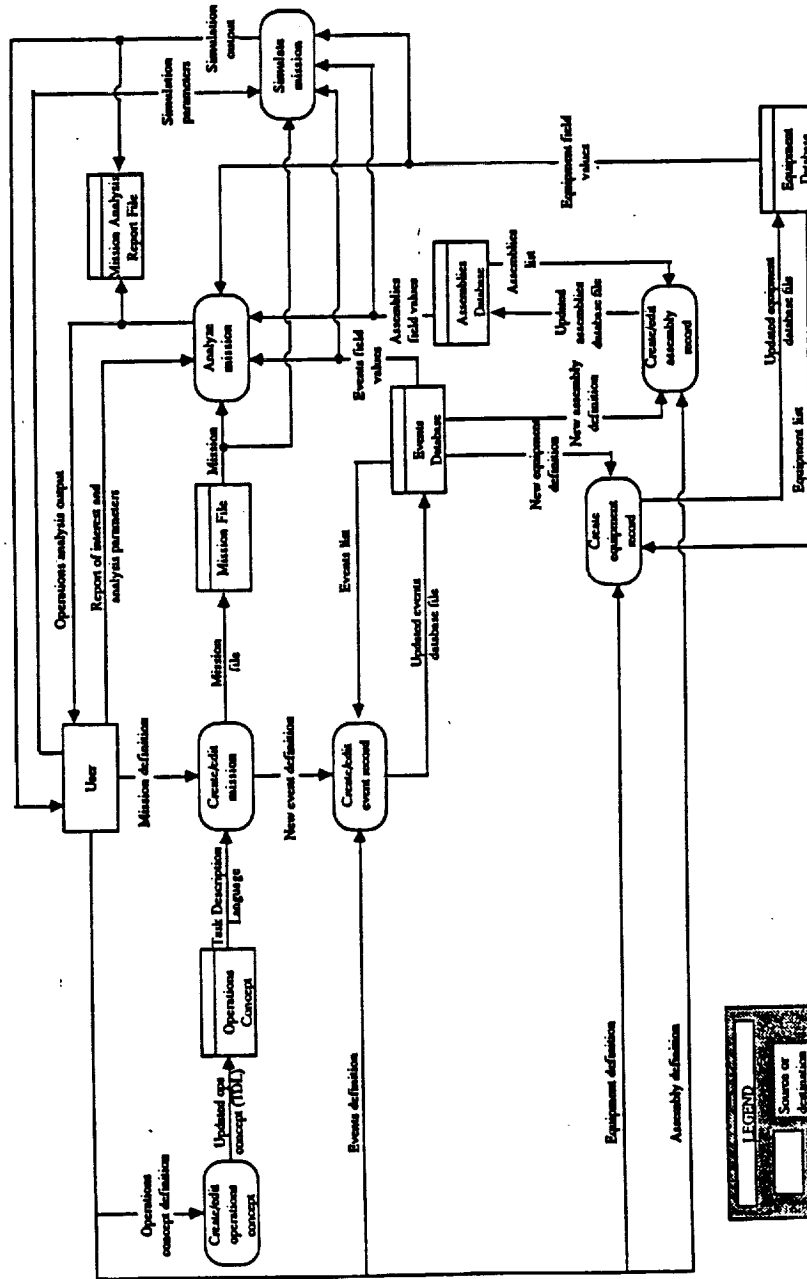 User
Operations analysis output
Report of interest and
analysis parameters
Simulation
parameters
Simulation
output
Mission Analysis
Report File
Simulate
mission
Operations
concept definition
Create/edit
operations
concept
Updated ops
concept (TDL)
Operations
Concept
Task Description
Language
Mission definition
Create/edit
mission
Mission
file
Mission File
Mission
Analyze
mission
New event definition
Events definition
Create/edit
event record
Events list
Updated events
database file
Events
Database
Events field
values
Assemblies field values
Assemblies
Database
Assemblies
list
Updated
assemblies
database file
Equipment field
values
New equipment
definition
New assembly
definition
Equipment definition
Create
equipment
record
Create/edit
assembly
record
Assembly definition
Updated equipment
database file
Equipment list
Equipment
Database
LEGEND
Source or
destination